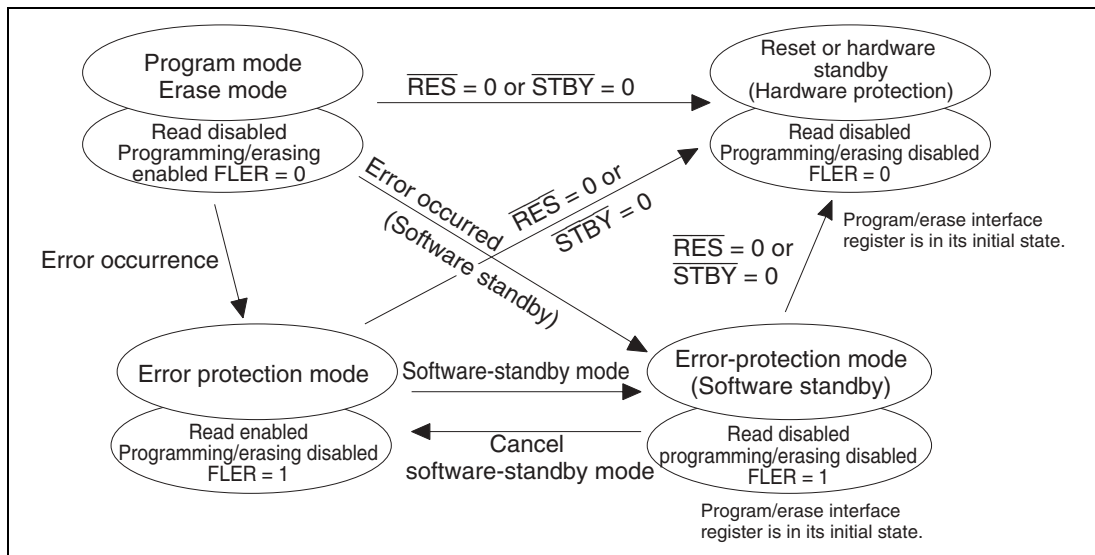 Program mode
Erase mode
Read disabled
Programming/erasing
enabled FLER = 0
RES = 0 or STBY = 0
Reset or hardware
standby
(Hardware protection)
Read disabled
Programming/erasing disabled
FLER = 0
Program/erase interface
register is in its initial state.
Error occurrence
Error occurred
(Software standby)
RES = 0 or
STBY = 0
RES = 0 or
STBY = 0
Error protection mode
Read enabled
Programming/erasing disabled
FLER = 1
Software-standby mode
Cancel
software-standby mode
Error-protection mode
(Software standby)
Read disabled
programming/erasing disabled
FLER = 1
Program/erase interface
register is in its initial state.